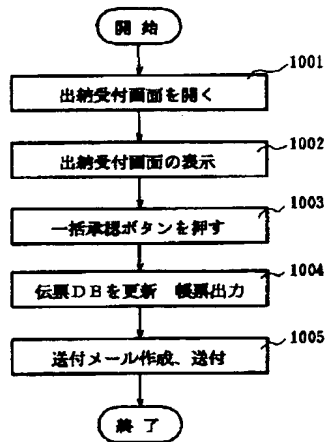 開 始
1001
出納受付画面を開く
1002
出納受付画面の表示
1003
一括承認ボタンを押す
1004
伝票DBを更新 帳票出力
1005
送付メール作成、送付
終 了